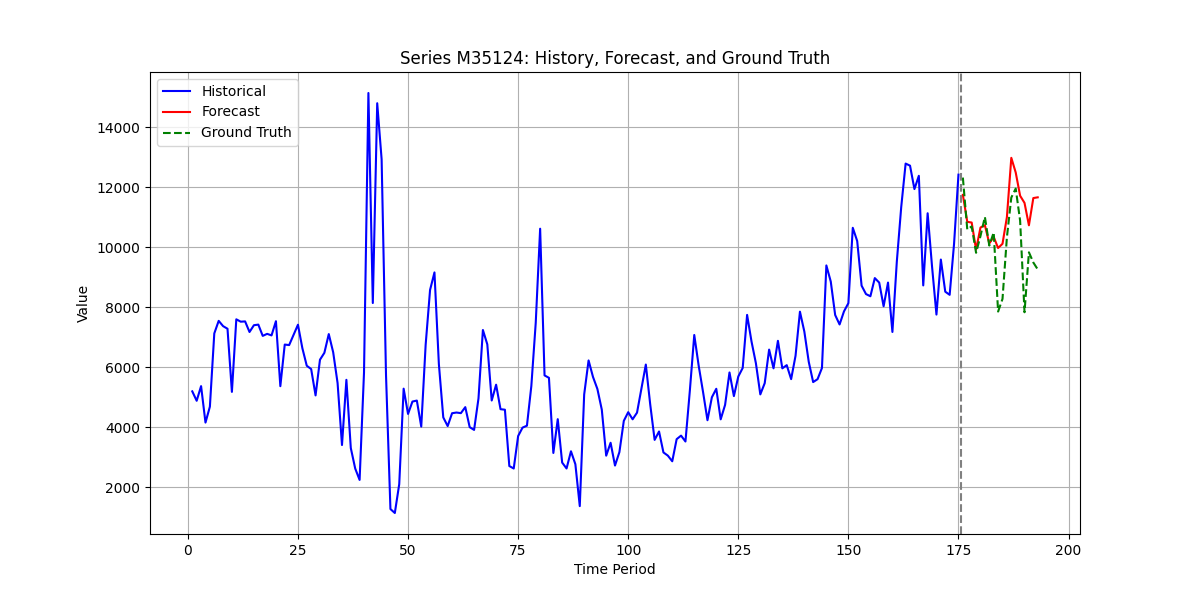 Series M35124: History, Forecast, and Ground Truth
Historical
Forecast
Ground Truth
14000
12000
10000
8000
6000
4000
2000
Value
0 25 50 75 100 125 150 175 200
Time Period